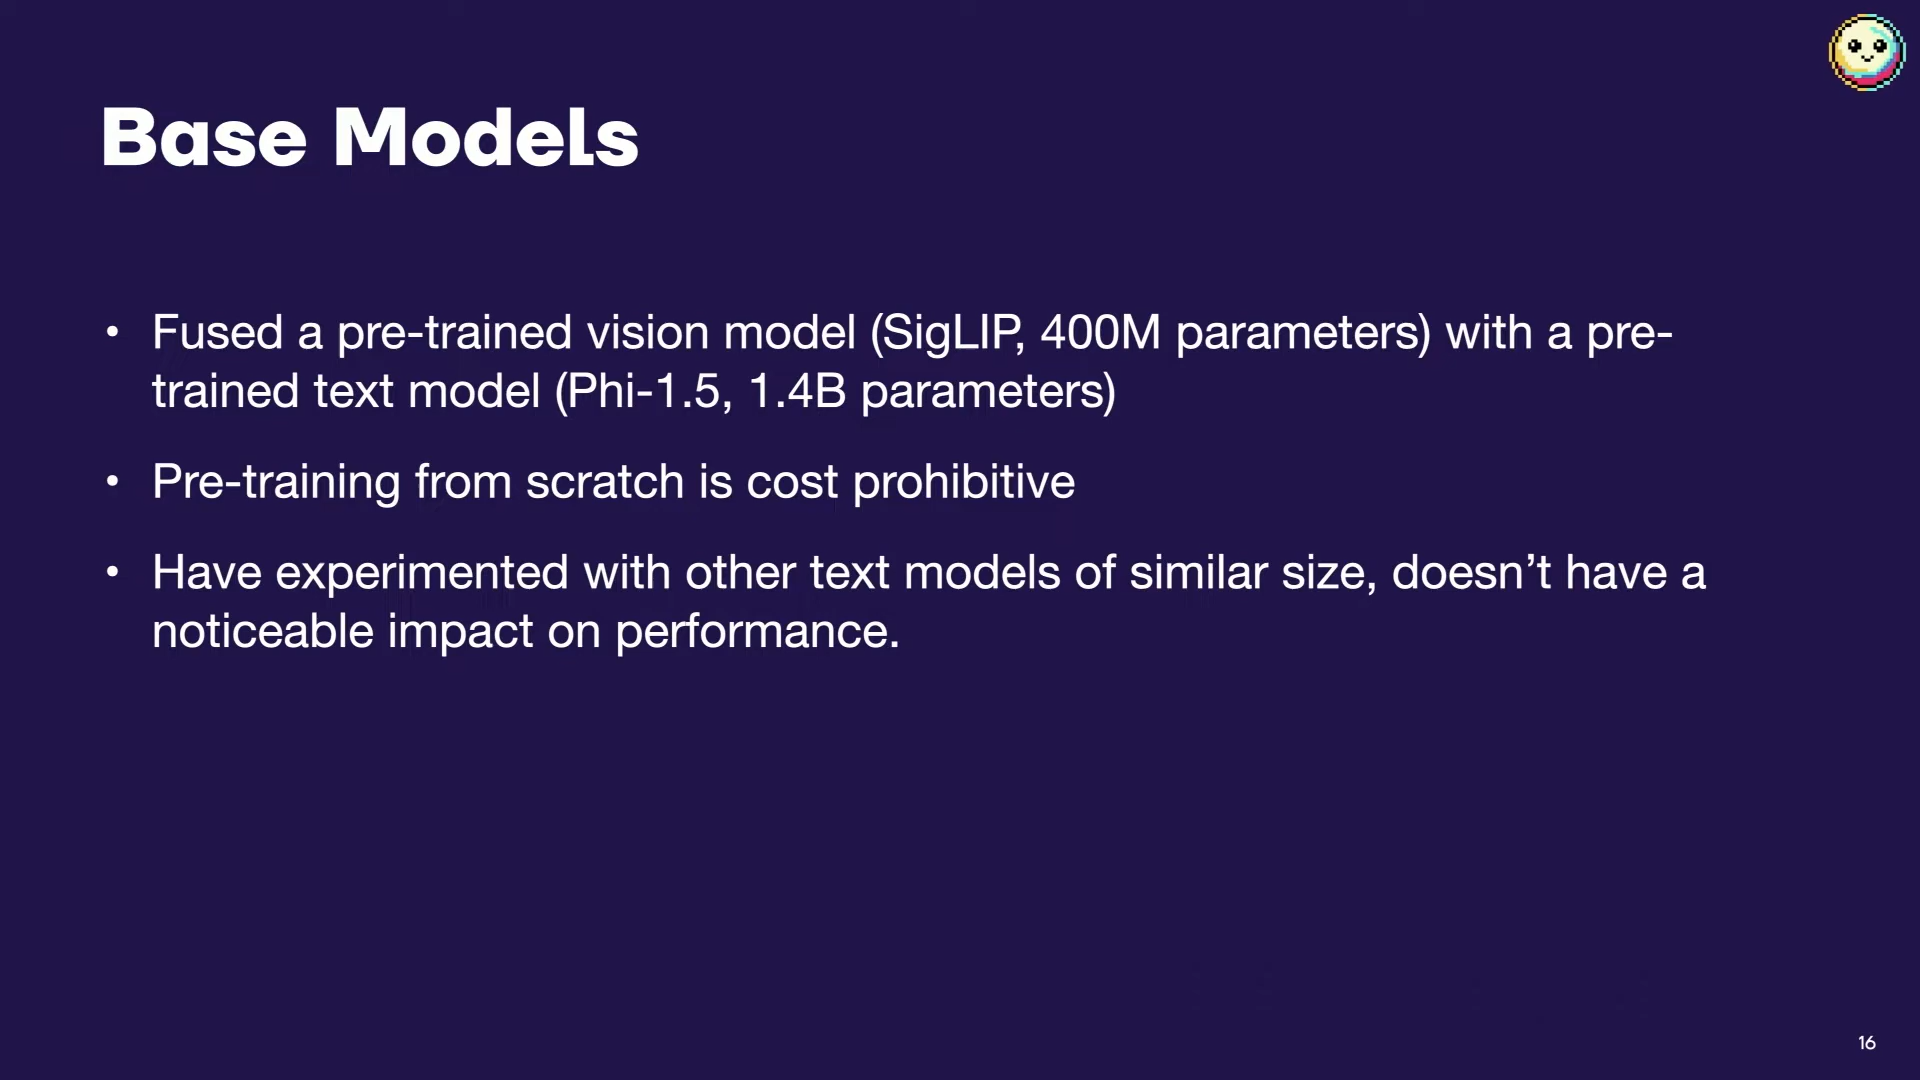 Base Models
• Fused a pre-trained vision model (SigLIP, 400M parameters) with a pre-
trained text model (Phi-1.5, 1.4B parameters)
• Pre-training from scratch is cost prohibitive
• Have experimented with other text models of similar size, doesn’t have a
noticeable impact on performance.
16